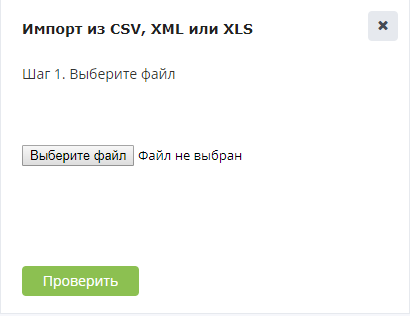 Импорт из CSV, XML или XLS
Шаг 1. Выберите файл
Выберите файл Файл не выбран
Проверить